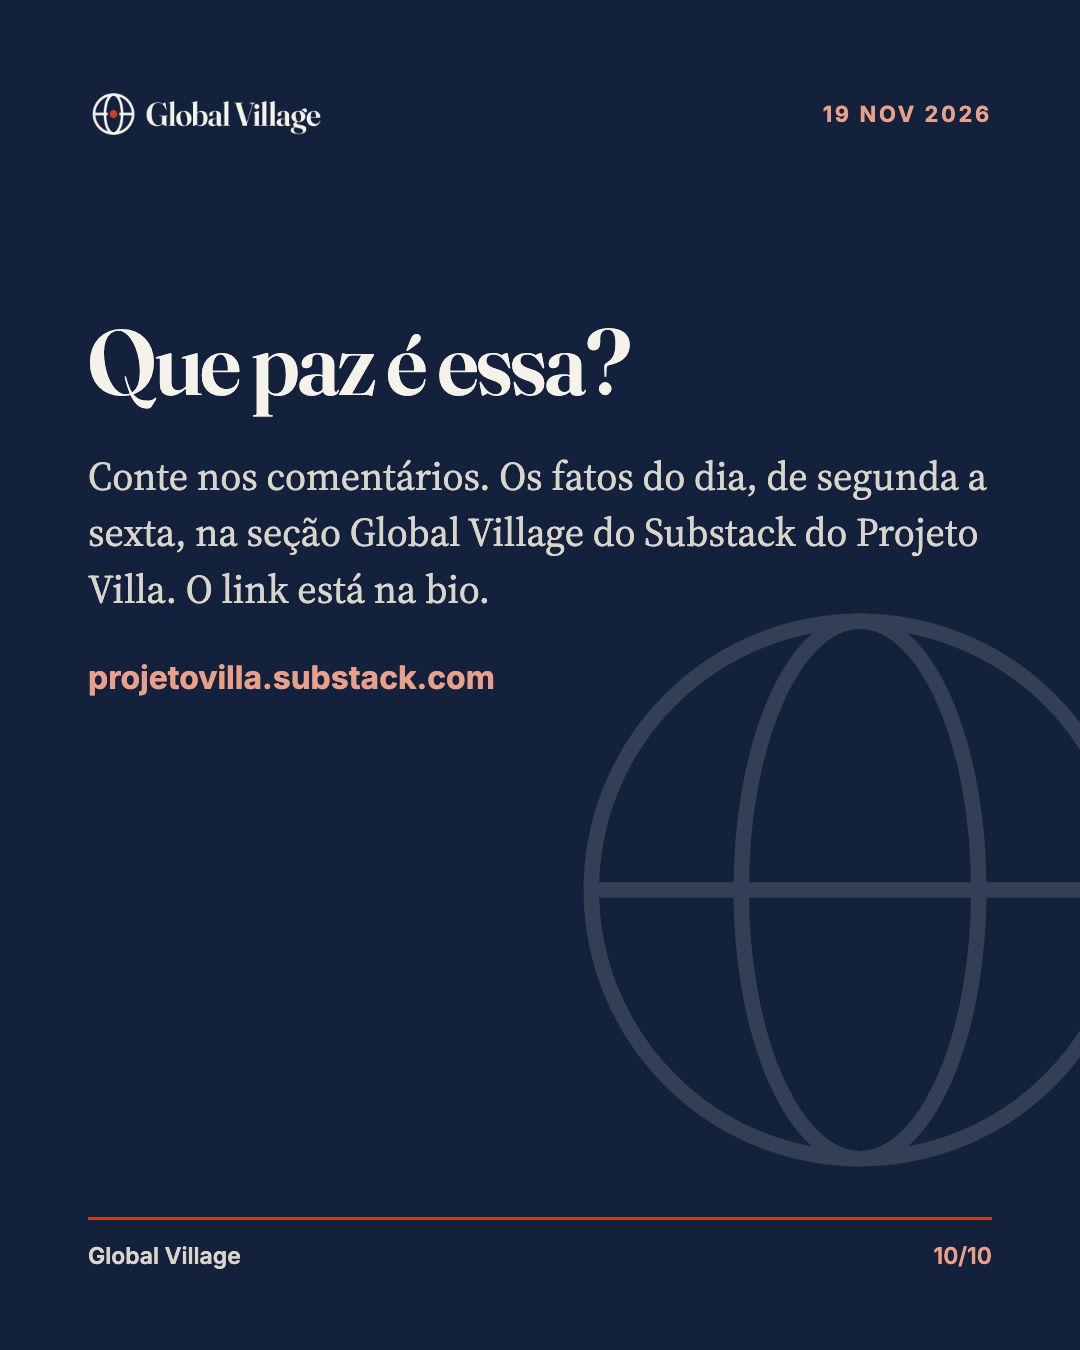 Global Village
19 NOV 2026
Que paz é essa?
Conte nos comentários. Os fatos do dia, de segunda a
sexta, na seção Global Village do Substack do Projeto
Villa. O link está na bio.
projetovilla.substack.com
Global Village
10/10